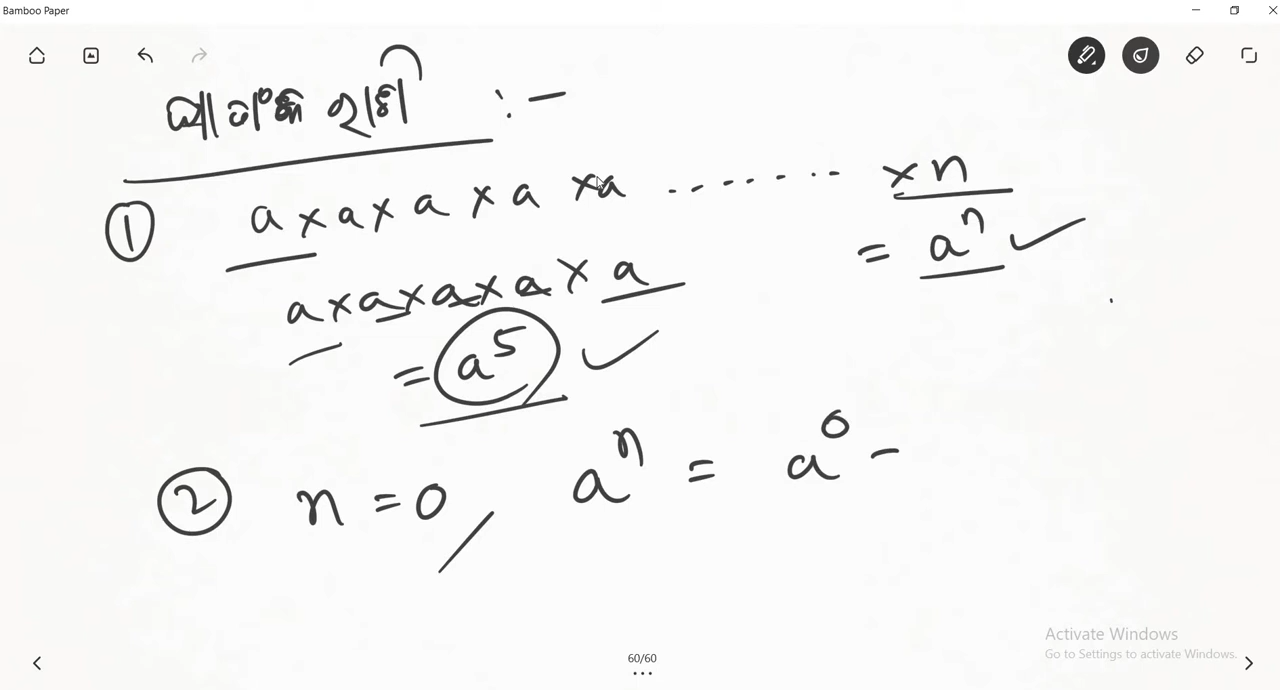 Bamboo Paper
:-
① a × a × a × a × a ........ × n
= aⁿ ✓
a × a × a × a × a
= a⁵ ✓
② n = 0 / aⁿ = a⁰ -
Activate Windows
Go to Settings to activate Windows.
60/60